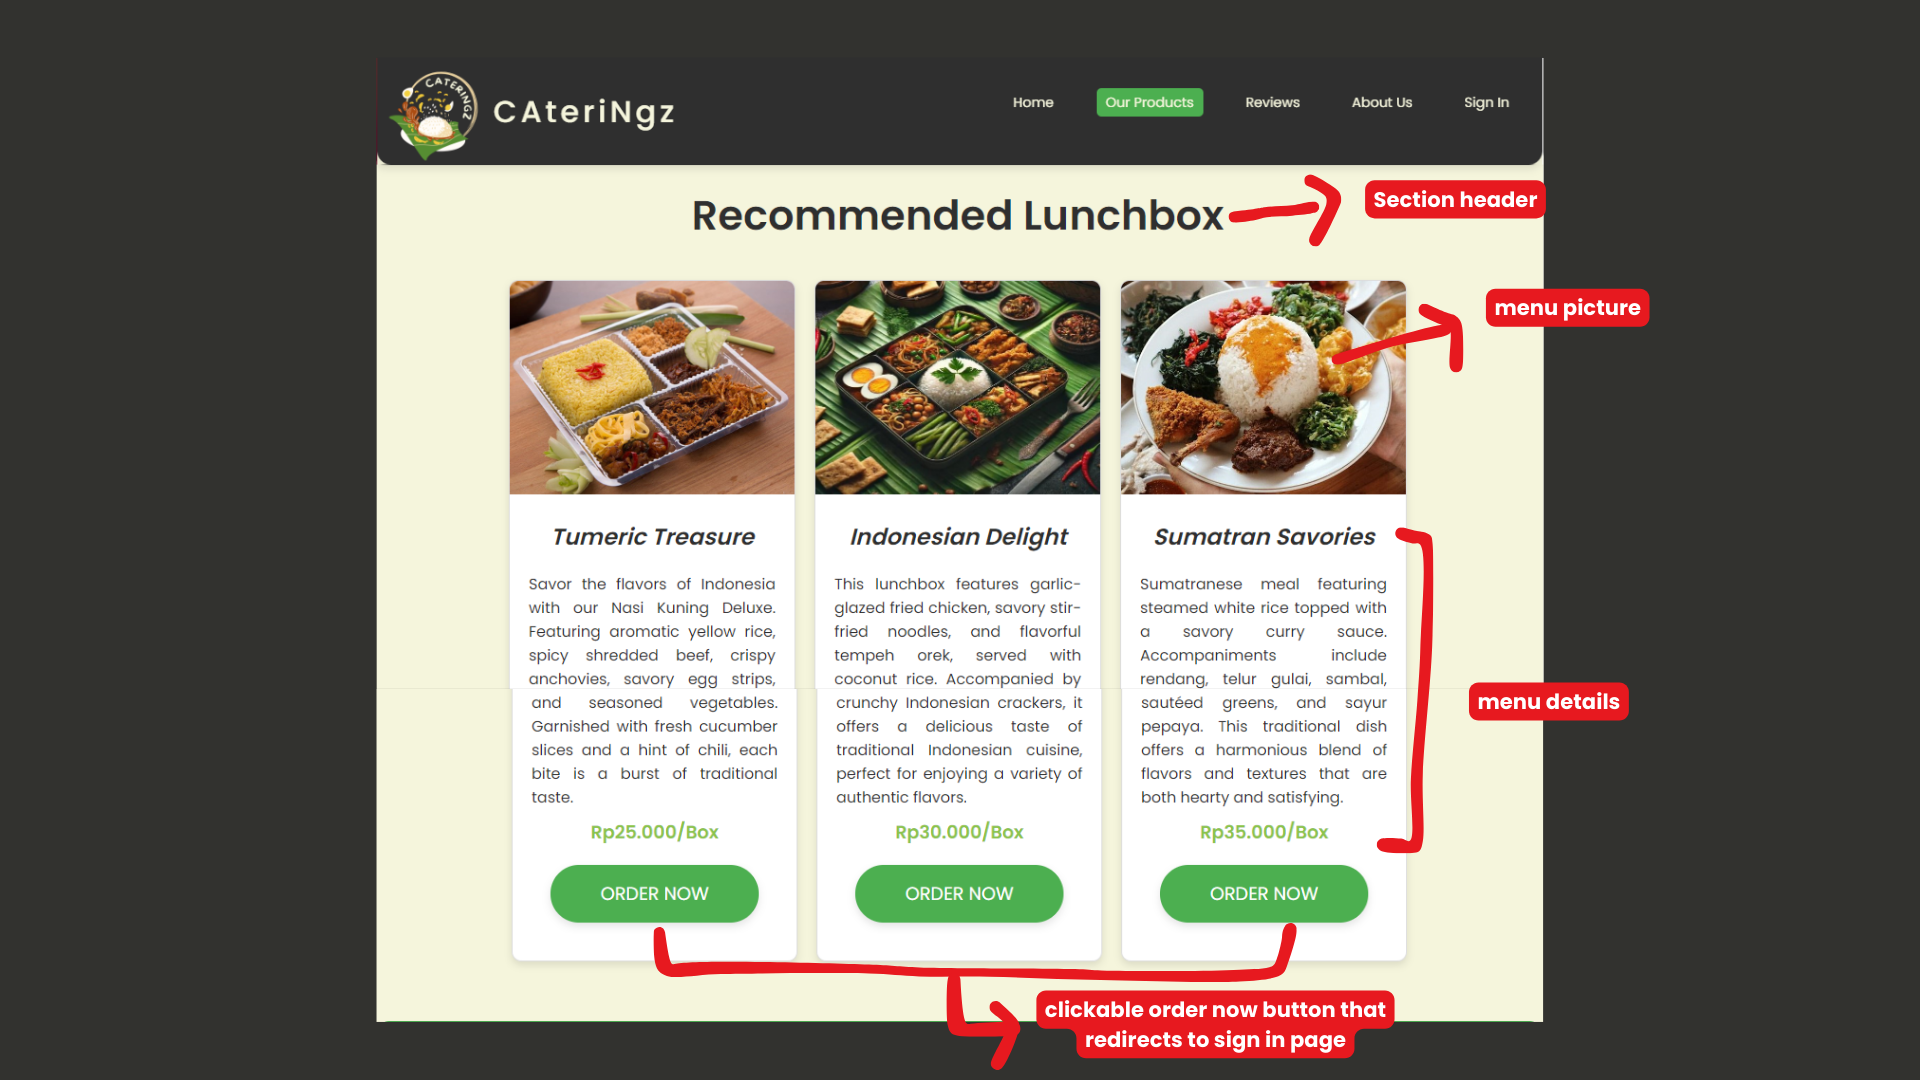 CATERINGZ
CAteriNgz
Home
Our Products
Reviews
About Us
Sign In
Recommended Lunchbox
Section header
menu picture
Tumeric Treasure
Savor the flavors of Indonesia
with our Nasi Kuning Deluxe.
Featuring aromatic yellow rice,
spicy shredded beef, crispy
anchovies, savory egg strips,
and seasoned vegetables.
Garnished with fresh cucumber
slices and a hint of chili, each
bite is a burst of traditional
taste.
Rp25.000/Box
ORDER NOW
Indonesian Delight
This lunchbox features garlic-
glazed fried chicken, savory stir-
fried noodles, and flavorful
tempeh orek, served with
coconut rice. Accompanied by
crunchy Indonesian crackers, it
offers a delicious taste of
traditional Indonesian cuisine,
perfect for enjoying a variety of
authentic flavors.
Rp30.000/Box
ORDER NOW
Sumatran Savories
Sumatranese meal featuring
steamed white rice topped with
a savory curry sauce.
Accompaniments include
rendang, telur gulai, sambal,
sautéed greens, and sayur
pepaya. This traditional dish
offers a harmonious blend of
flavors and textures that are
both hearty and satisfying.
Rp35.000/Box
ORDER NOW
menu details
clickable order now button that
redirects to sign in page